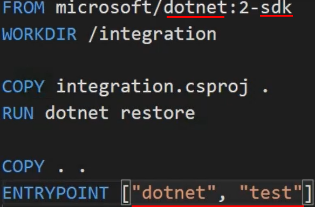 FROM microsoft/dotnet:2-sdk
WORKDIR /integration
COPY integration.csproj .
RUN dotnet restore
COPY . .
ENTRYPOINT ["dotnet", "test"]